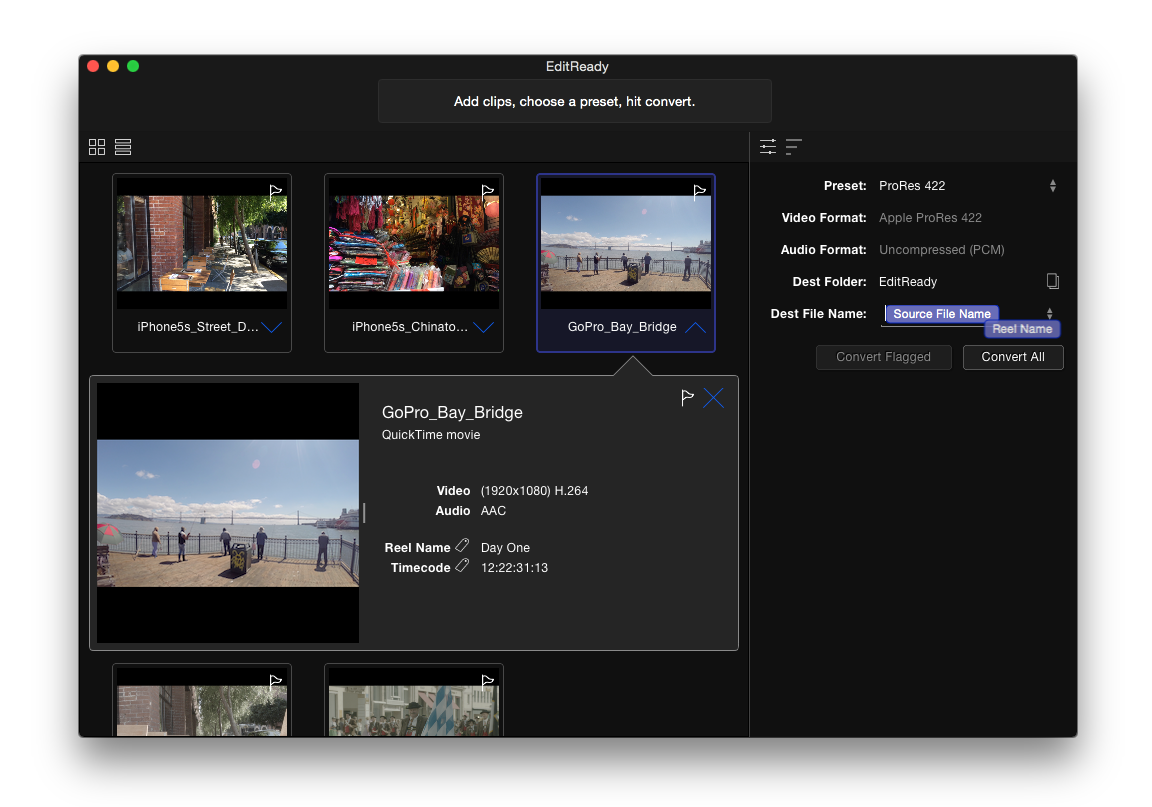 EditReady
Add clips, choose a preset, hit convert.
iPhone5s_Street_D...
iPhone5s_Chinato...
GoPro_Bay_Bridge
GoPro_Bay_Bridge
QuickTime movie
Video (1920x1080) H.264
Audio AAC
Reel Name Day One
Timecode 12:22:31:13
Preset: ProRes 422
Video Format: Apple ProRes 422
Audio Format: Uncompressed (PCM)
Dest Folder: EditReady
Dest File Name: Source File Name
Reel Name
Convert Flagged Convert All